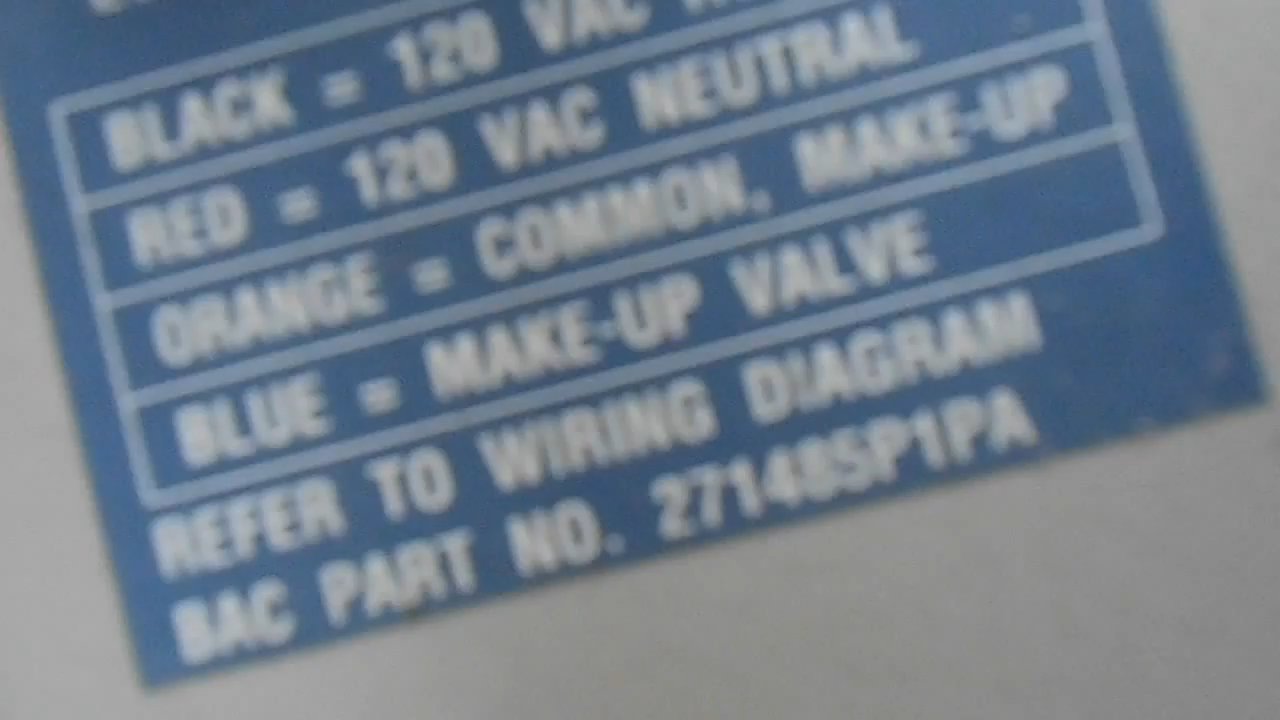 BLACK = 120 VAC
RED = 120 VAC NEUTRAL
ORANGE = COMMON, MAKE-UP
BLUE = MAKE-UP VALVE
REFER TO WIRING DIAGRAM
BAC PART NO. 271485P1PA